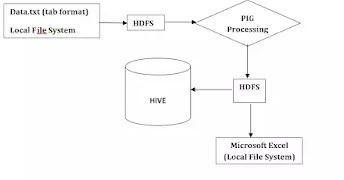 Data.txt (tab format)
Local File System
HDFS
PIG
Processing
HDFS
HIVE
Microsoft Excel
(Local File System)